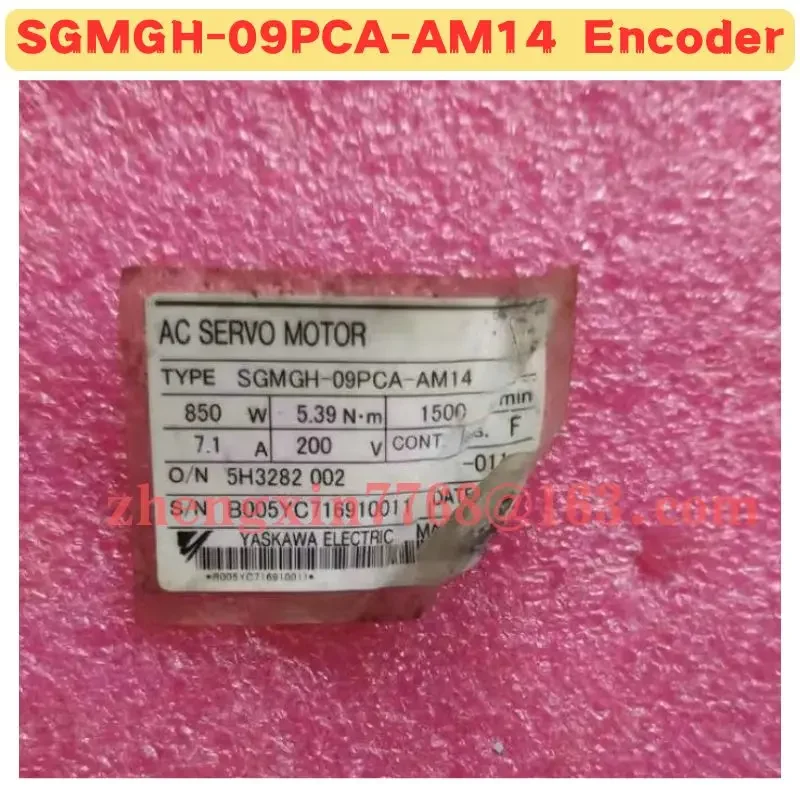 SGMGH-09PCA-AM14 Encoder
AC SERVO MOTOR
TYPE SGMGH-09PCA-AM14
850 W 5.39 N·m 1500 min
7.1 A 200 V CONT. F
O/N 5H3282 002
S/N B005YC716910011 DATE
zhengxin7768@163.com
YASKAWA ELECTRIC
*B005YC716910011*